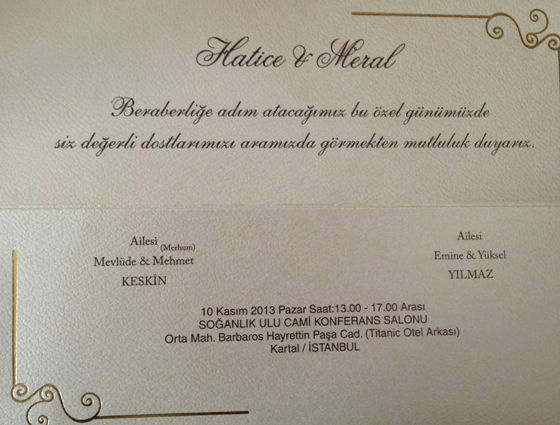 Hatice & Meral
Beraberliğe adım atacağımız bu özel günümüzde
siz değerli dostlarımızı aramızda görmekten mutluluk duyarız.
Ailesi (Merhum)
Mevlüde & Mehmet
KESKİN
Ailesi
Emine & Yüksel
YILMAZ
10 Kasım 2013 Pazar Saat:13.00 - 17.00 Arası
SOĞANLIK ULU CAMİ KONFERANS SALONU
Orta Mah. Barbaros Hayrettin Paşa Cad. (Titanic Otel Arkası)
Kartal / İSTANBUL